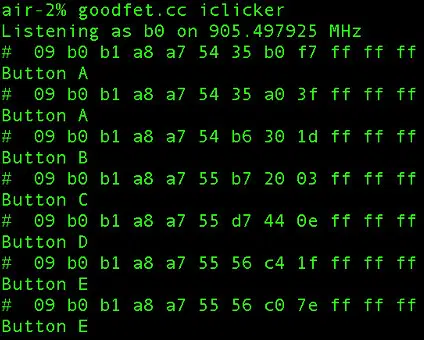 air-2% goodfet.cc iclicker
Listening as b0 on 905.497925 MHz
#  09 b0 b1 a8 a7 54 35 b0 f7 ff ff ff
Button A
#  09 b0 b1 a8 a7 54 35 a0 3f ff ff ff
Button A
#  09 b0 b1 a8 a7 54 b6 30 1d ff ff ff
Button B
#  09 b0 b1 a8 a7 55 b7 20 03 ff ff ff
Button C
#  09 b0 b1 a8 a7 55 d7 44 0e ff ff ff
Button D
#  09 b0 b1 a8 a7 55 56 c4 1f ff ff ff
Button E
#  09 b0 b1 a8 a7 55 56 c0 7e ff ff ff
Button E